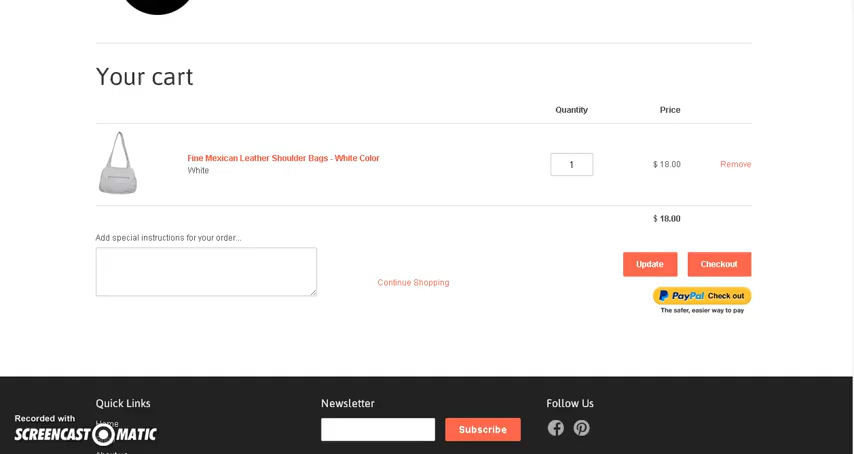 Your cart
Quantity
Price
Fine Mexican Leather Shoulder Bags - White Color
White
1
$ 18.00
Remove
$ 18.00
Add special instructions for your order...
Update
Checkout
Continue Shopping
PayPal Check out
The safer, easier way to pay
Quick Links
Newsletter
Follow Us
Home
Subscribe
About us
Recorded with
SCREENCAST-O-MATIC